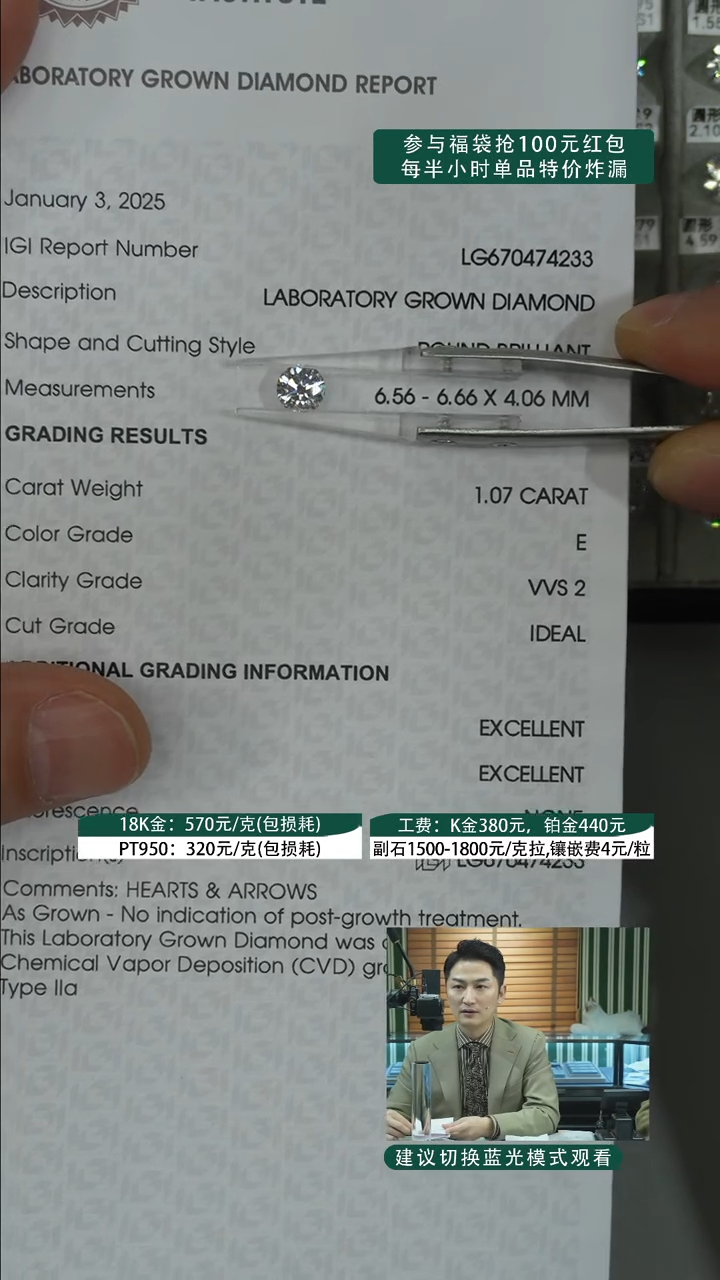 LABORATORY GROWN DIAMOND REPORT
参与福袋抢100元红包
每半小时单品特价炸漏
January 3, 2025
IGI Report Number LG670474233
Description LABORATORY GROWN DIAMOND
Shape and Cutting Style ROUND BRILLIANT
Measurements 6.56 - 6.66 X 4.06 MM
GRADING RESULTS
Carat Weight 1.07 CARAT
Color Grade E
Clarity Grade VVS 2
Cut Grade IDEAL
ADDITIONAL GRADING INFORMATION
EXCELLENT
EXCELLENT
NONE
18K金：570元/克(包损耗)
工费：K金380元，铂金440元
PT950：320元/克(包损耗)
副石1500-1800元/克拉,镶嵌费4元/粒
LG670474233
Comments: HEARTS & ARROWS
As Grown - No indication of post-growth treatment.
This Laboratory Grown Diamond was
Chemical Vapor Deposition (CVD)
Type IIa
建议切换蓝光模式观看